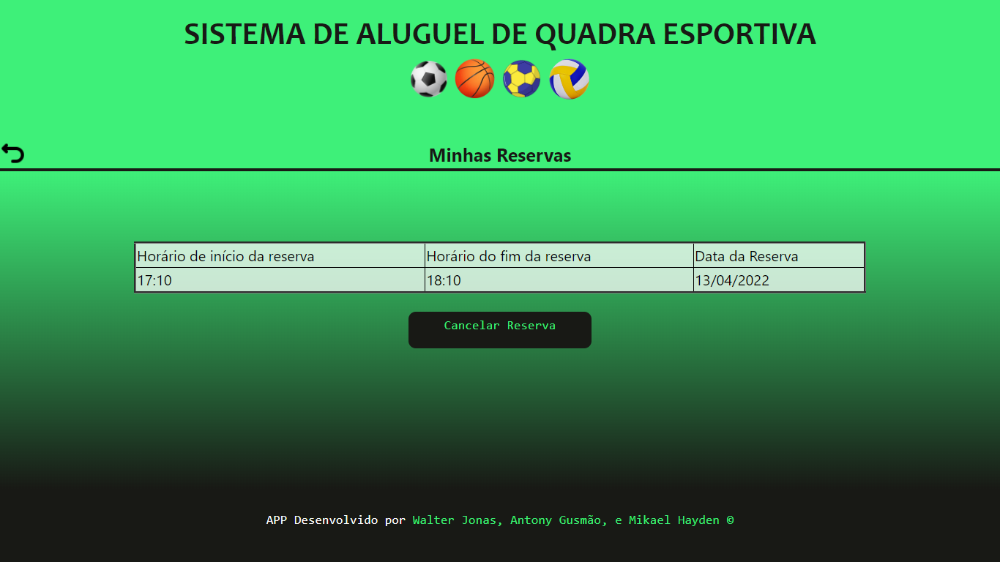 SISTEMA DE ALUGUEL DE QUADRA ESPORTIVA
Minhas Reservas
Horário de início da reserva Horário do fim da reserva Data da Reserva
17:10 18:10 13/04/2022
Cancelar Reserva
APP Desenvolvido por Walter Jonas, Antony Gusmão, e Mikael Hayden ©